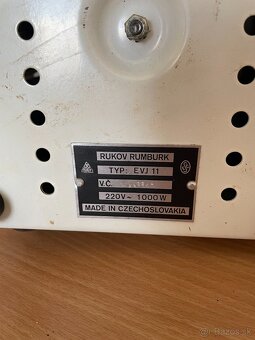 RUKOV RUMBURK
TYP: EVJ 11
V.Č.
220V~ 1000W
MADE IN CZECHOSLOVAKIA